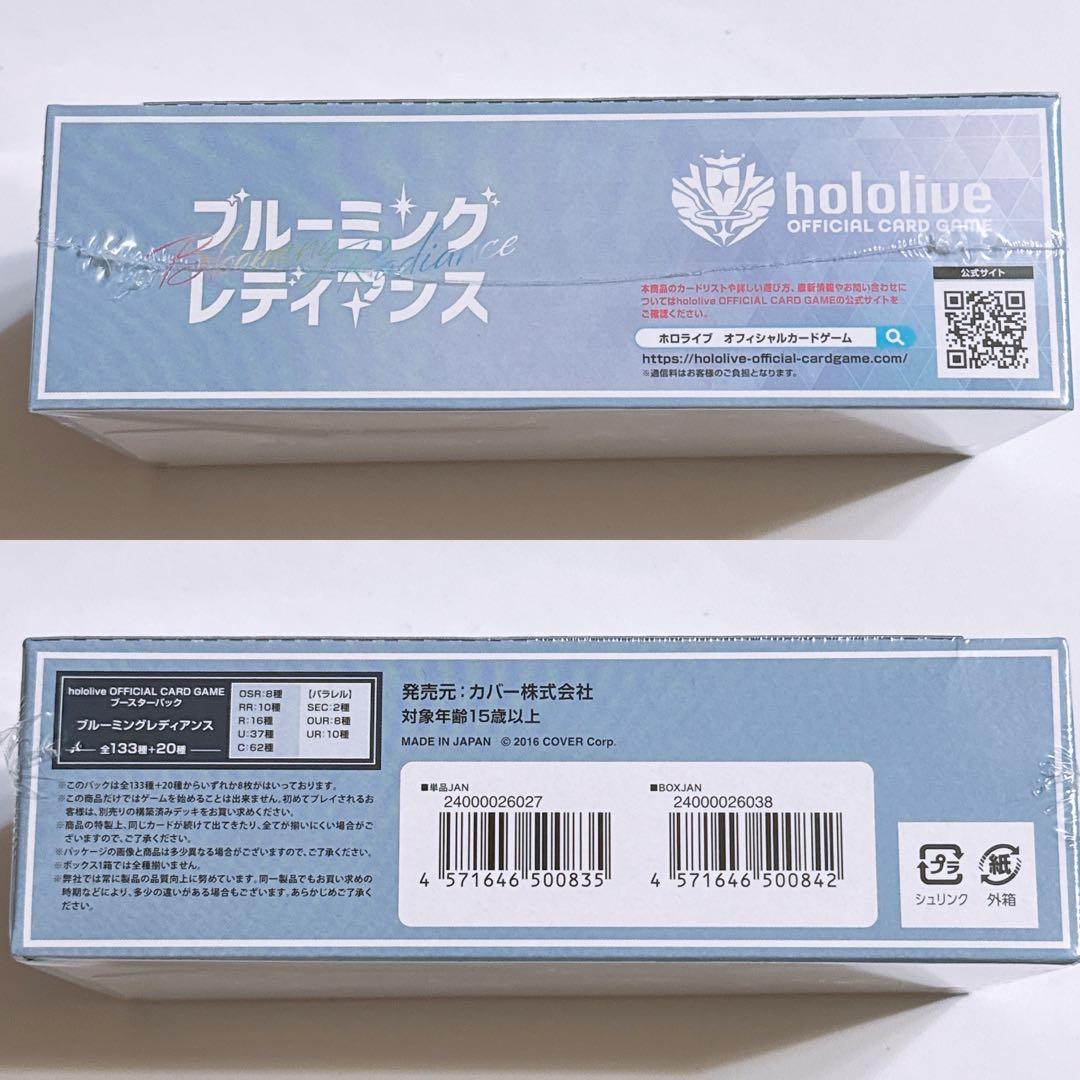 ブルーミング
Blooming Radiance
レディアンス
hololive
OFFICIAL CARD GAME
本商品のカードリストや詳しい遊び方、最新情報やお問い合わせに
ついてはhololive OFFICIAL CARD GAMEの公式サイトを
ご確認ください。
ホロライブ オフィシャルカードゲーム
https://hololive-official-cardgame.com/
※通信料はお客様のご負担となります。
公式サイト
hololive OFFICIAL CARD GAME
ブースターパック
ブルーミングレディアンス
全133種+20種
OSR:8種
RR:10種
R:16種
U:37種
C:62種
【パラレル】
SEC:2種
OUR:8種
UR:10種
※このパックは全133種+20種からいずれか8枚がはいっております。
※この商品だけではゲームを始めることは出来ません。初めてプレイされるお
客様は、別売りの構築済みデッキをお買い求めください。
※商品の特製上、同じカードが続けて出てきたり、全てが揃いにくい場合がご
ざいますので、ご了承ください。
※パッケージの画像と商品は多少異なる場合がございますので、ご了承ください。
※ボックス1箱では全種揃いません。
※弊社では常に製品の品質向上に努めています。同一製品でもお買い求めの
時期などにより、多少の違いがある場合もございます。あらかじめご了承く
ださい。
発売元:カバー株式会社
対象年齢15歳以上
MADE IN JAPAN © 2016 COVER Corp.
■単品JAN
24000026027
4 571646 500835
■BOXJAN
24000026038
4 571646 500842
プラ
シュリンク
紙
外箱